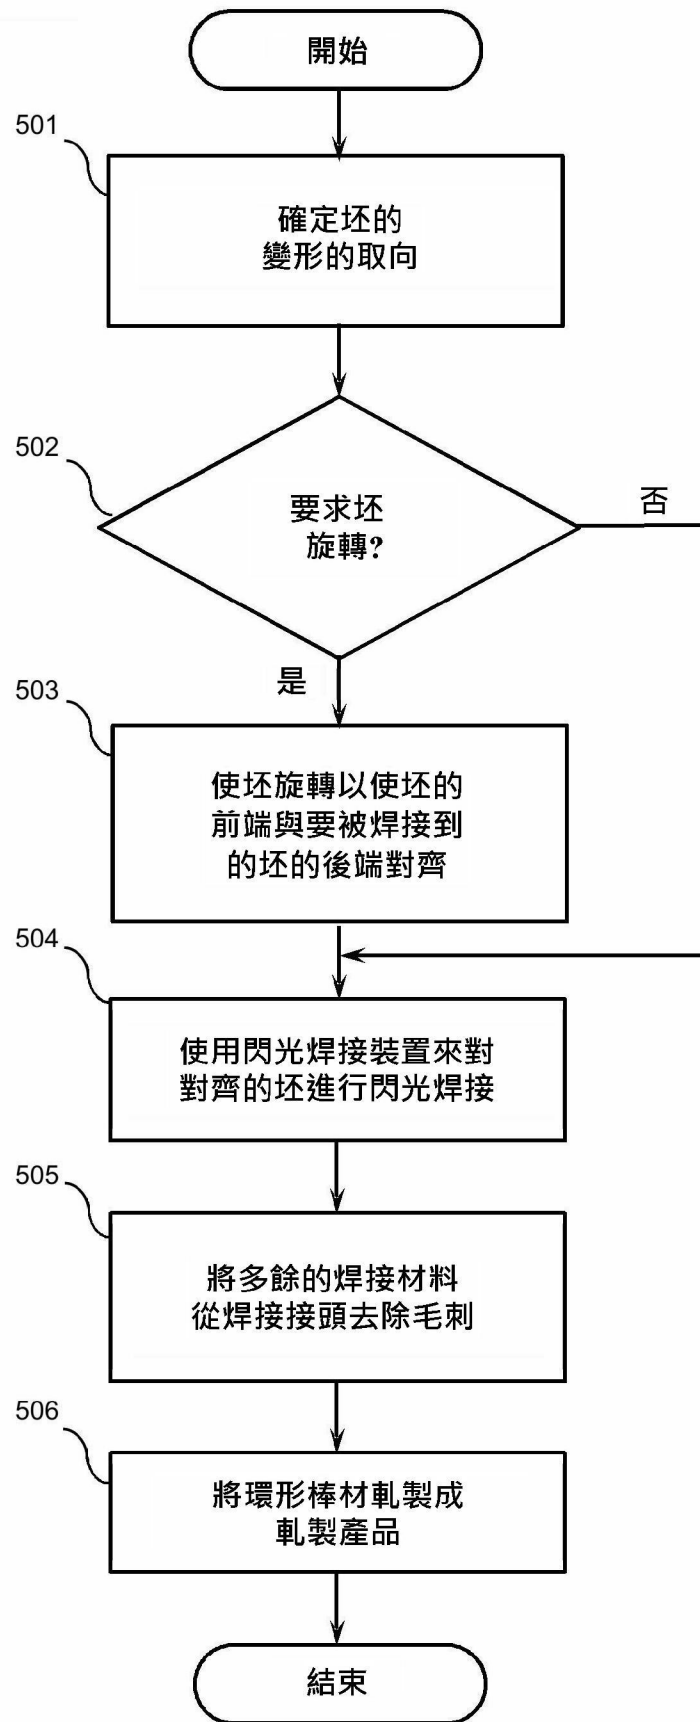 開始
501
確定坯的
變形的取向
502
要求坯
旋轉?
否
是
503
使坯旋轉以使坯的
前端與要被焊接到
的坯的後端對齊
504
使用閃光焊接裝置來對
對齊的坯進行閃光焊接
505
將多餘的焊接材料
從焊接接頭去除毛刺
506
將環形棒材軋製成
軋製產品
結束